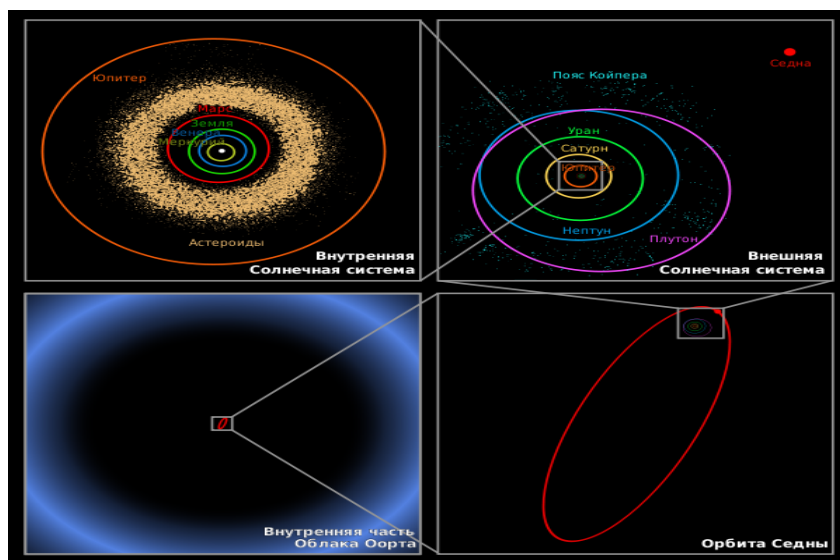 Юпитер
Марс
Земля
Венера
Меркурий
Астероиды
Внутренняя
Солнечная система
Седна
Пояс Койпера
Уран
Сатурн
Юпитер
Нептун
Плутон
Внешняя
Солнечная система
Внутренняя часть
Облака Оорта
Орбита Седны